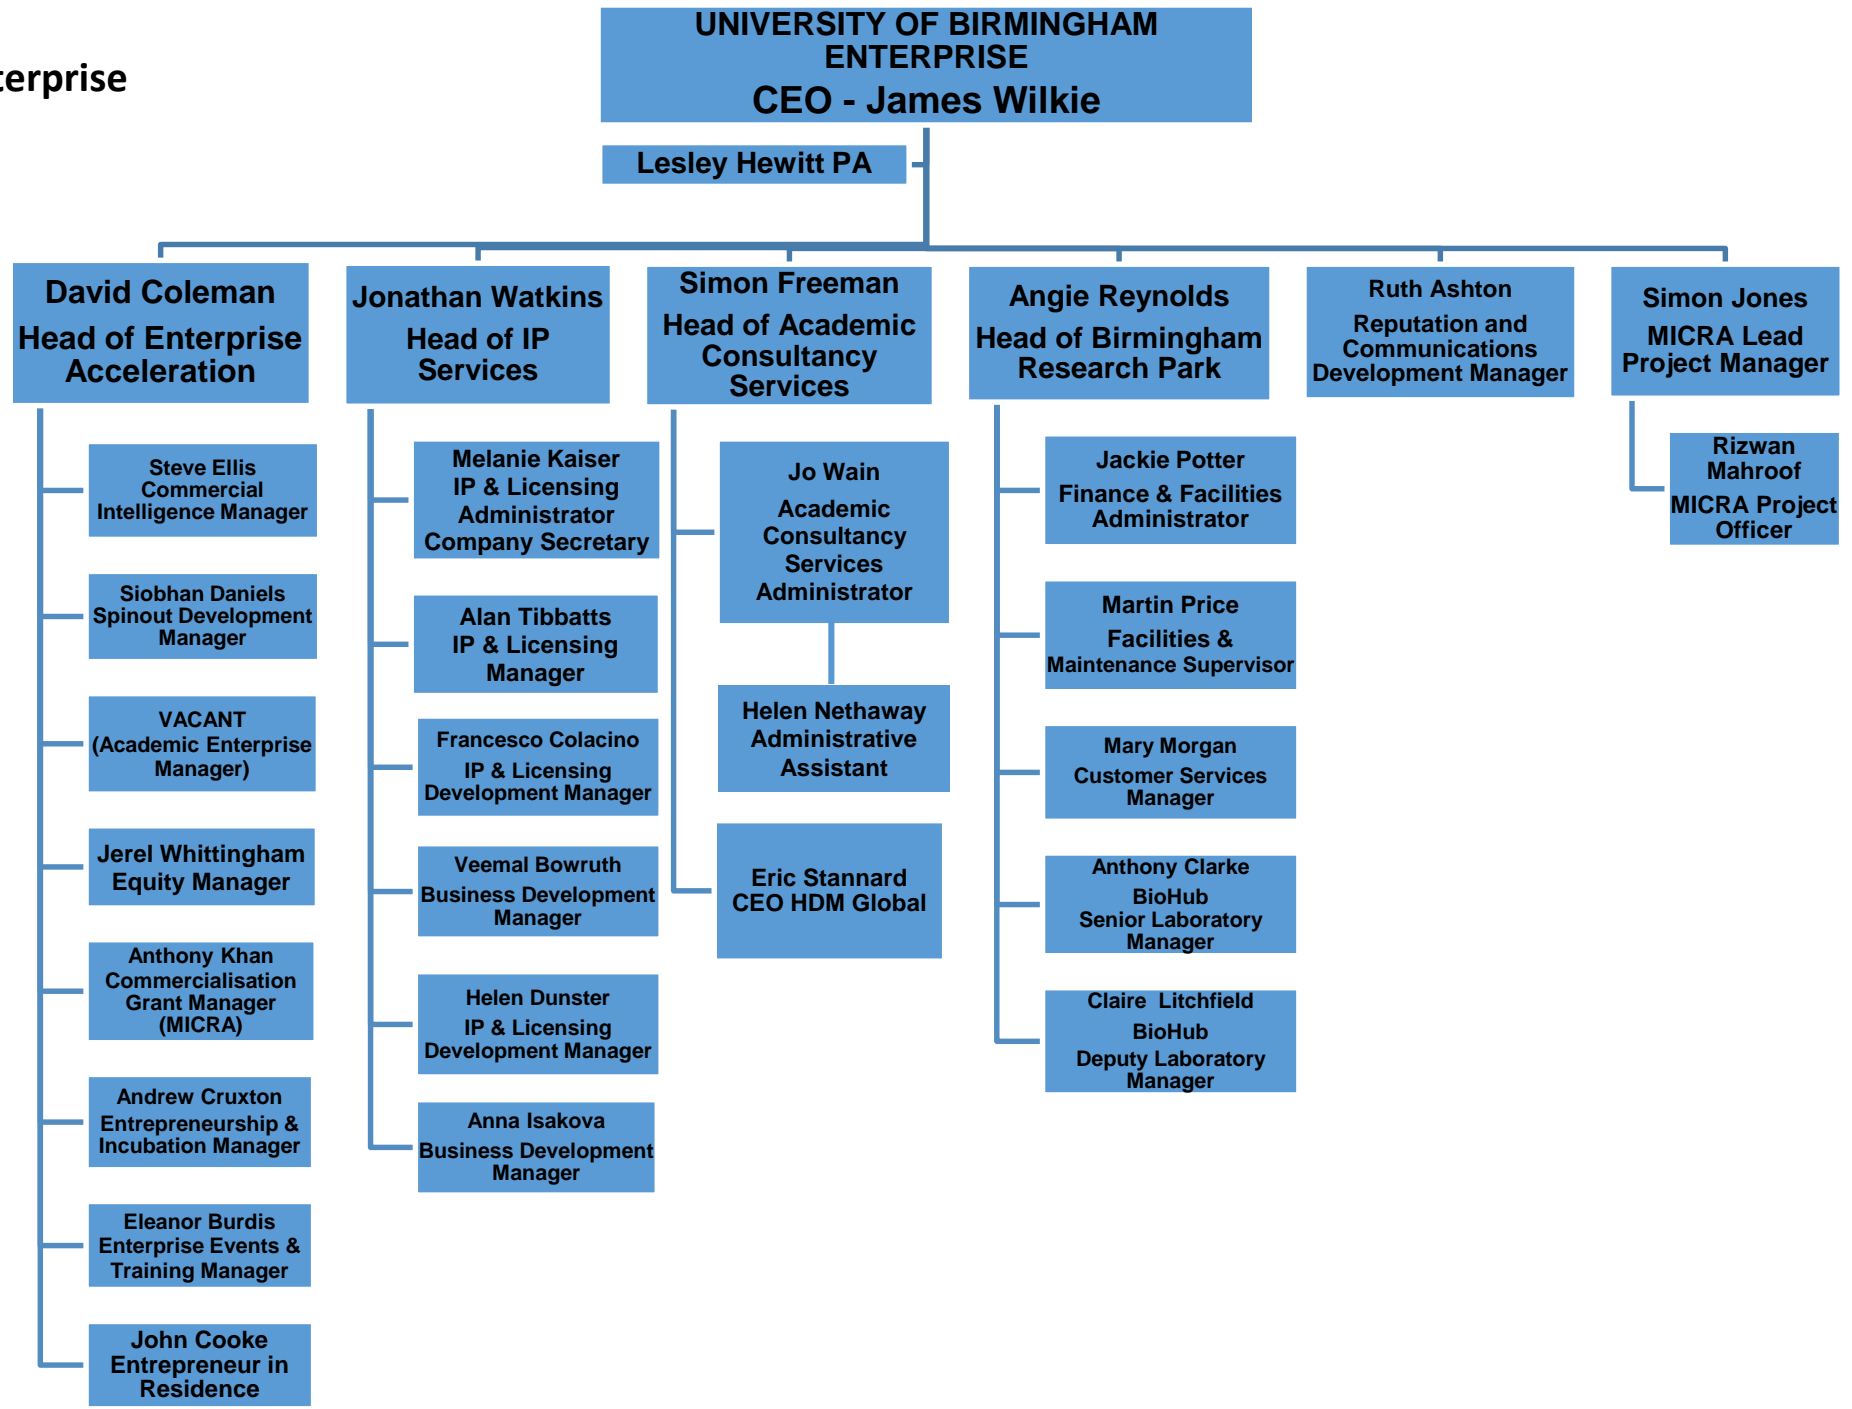 UNIVERSITY OF BIRMINGHAM
ENTERPRISE
CEO - James Wilkie
terprise
Lesley Hewitt PA
David Coleman
Head of Enterprise
Acceleration
Jonathan Watkins
Head of IP
Services
Simon Freeman
Head of Academic
Consultancy
Services
Angie Reynolds
Head of Birmingham
Research Park
Ruth Ashton
Reputation and
Communications
Development Manager
Simon Jones
MICRA Lead
Project Manager
Steve Ellis
Commercial
Intelligence Manager
Siobhan Daniels
Spinout Development
Manager
VACANT
(Academic Enterprise
Manager)
Jerel Whittingham
Equity Manager
Anthony Khan
Commercialisation
Grant Manager
(MICRA)
Andrew Cruxton
Entrepreneurship &
Incubation Manager
Eleanor Burdis
Enterprise Events &
Training Manager
John Cooke
Entrepreneur in
Residence
Melanie Kaiser
IP & Licensing
Administrator
Company Secretary
Alan Tibbatts
IP & Licensing
Manager
Francesco Colacino
IP & Licensing
Development Manager
Veemal Bowruth
Business Development
Manager
Helen Dunster
IP & Licensing
Development Manager
Anna Isakova
Business Development
Manager
Jo Wain
Academic
Consultancy
Services
Administrator
Helen Nethaway
Administrative
Assistant
Eric Stannard
CEO HDM Global
Jackie Potter
Finance & Facilities
Administrator
Martin Price
Facilities &
Maintenance Supervisor
Mary Morgan
Customer Services
Manager
Anthony Clarke
BioHub
Senior Laboratory
Manager
Claire  Litchfield
BioHub
Deputy Laboratory
Manager
Rizwan
Mahroof
MICRA Project
Officer